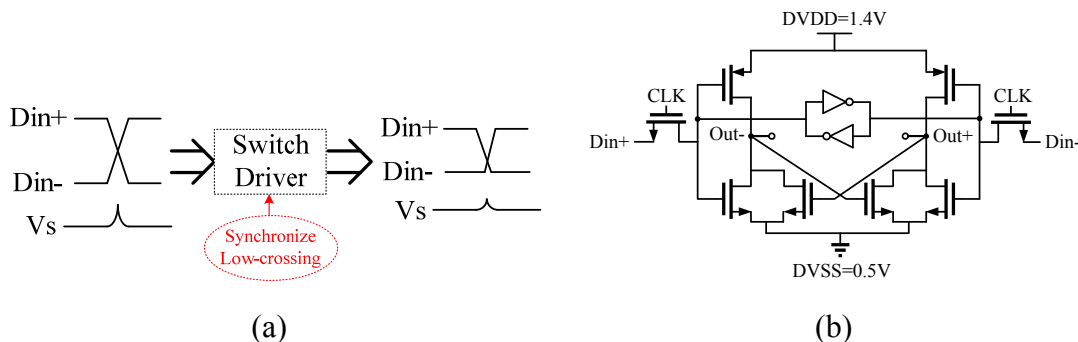 Din+
Din-
Vs
Switch
Driver
Synchronize
Low-crossing
Din+
Din-
Vs
(a)
DVDD=1.4V
CLK
CLK
Din+
Out-
Out+
Din-
DVSS=0.5V
(b)